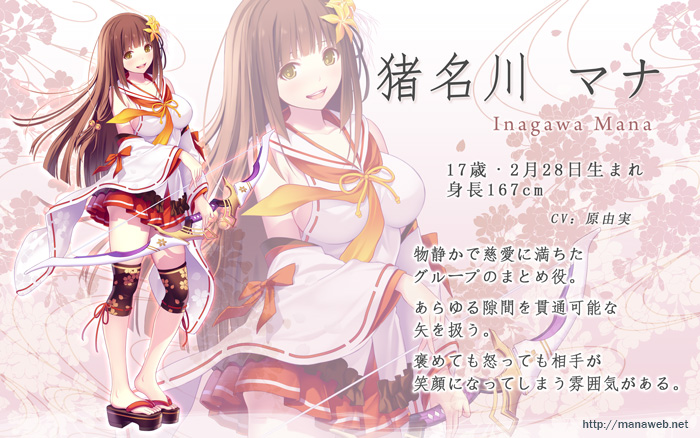 猪名川 マナ
Inagawa Mana
17歳・2月28日生まれ
身長167cm
CV：原由実
物静かで慈愛に満ちた
グループのまとめ役。
あらゆる隙間を貫通可能な
矢を扱う。
褒めても怒っても相手が
笑顔になってしまう雰囲気がある。
http://manaweb.net